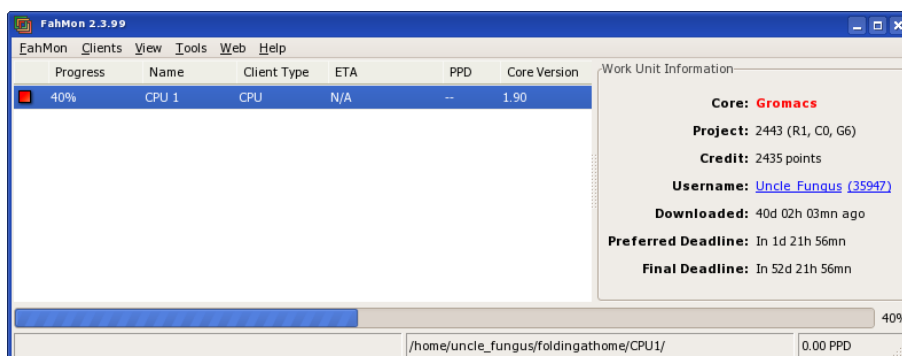 FahMon 2.3.99
FahMon Clients View Tools Web Help
Progress Name Client Type ETA PPD Core Version
40% CPU 1 CPU N/A -- 1.90
Work Unit Information
Core: Gromacs
Project: 2443 (R1, C0, G6)
Credit: 2435 points
Username: Uncle_Fungus (35947)
Downloaded: 40d 02h 03mn ago
Preferred Deadline: In 1d 21h 56mn
Final Deadline: In 52d 21h 56mn
40%
/home/uncle_fungus/foldingathome/CPU1/ 0.00 PPD